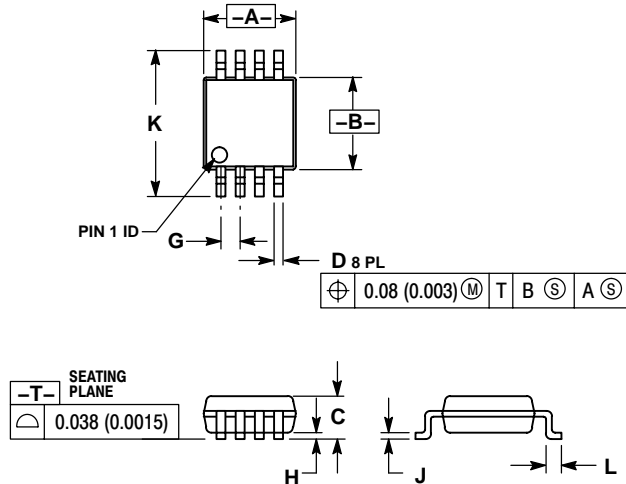 –A–
K
–B–
PIN 1 ID
G
D 8 PL
⌖ 0.08 (0.003) Ⓜ T B Ⓢ A Ⓢ
–T– SEATING
PLANE
⌓ 0.038 (0.0015)
C
H
J
L